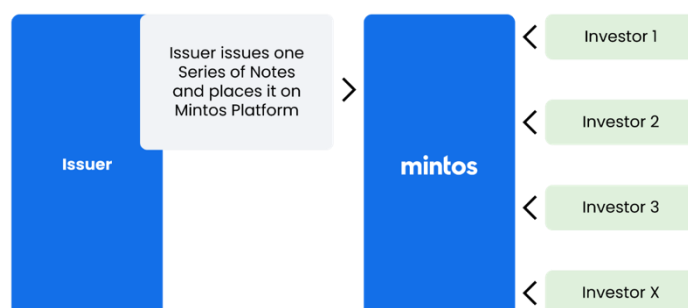 Issuer issues one
Series of Notes
and places it on
Mintos Platform
Issuer
mintos
Investor 1
Investor 2
Investor 3
Investor X